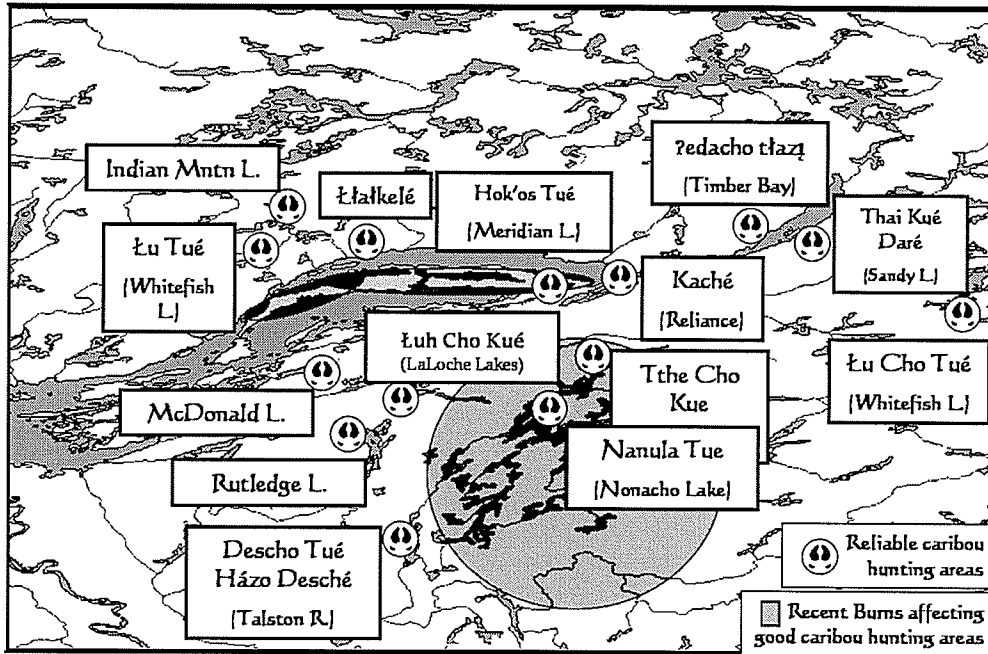 Indian Mntn L.
Łu Tué
(Whitefish
L.)
Łłałkelé
Hok'os Tué
(Meridian L.)
ʔedacho tłazį
(Timber Bay)
Thai Kué
Daré
(Sandy L.)
Kaché
(Reliance)
Łuh Cho Kué
(LaLoche Lakes)
Łu Cho Tué
(Whitefish L.)
McDonald L.
Tthe Cho
Kue
Rutledge L.
Nanula Tue
(Nonacho Lake)
Descho Tué
Házo Desché
(Talston R.)
Reliable caribou
hunting areas
Recent Burns affecting
good caribou hunting areas